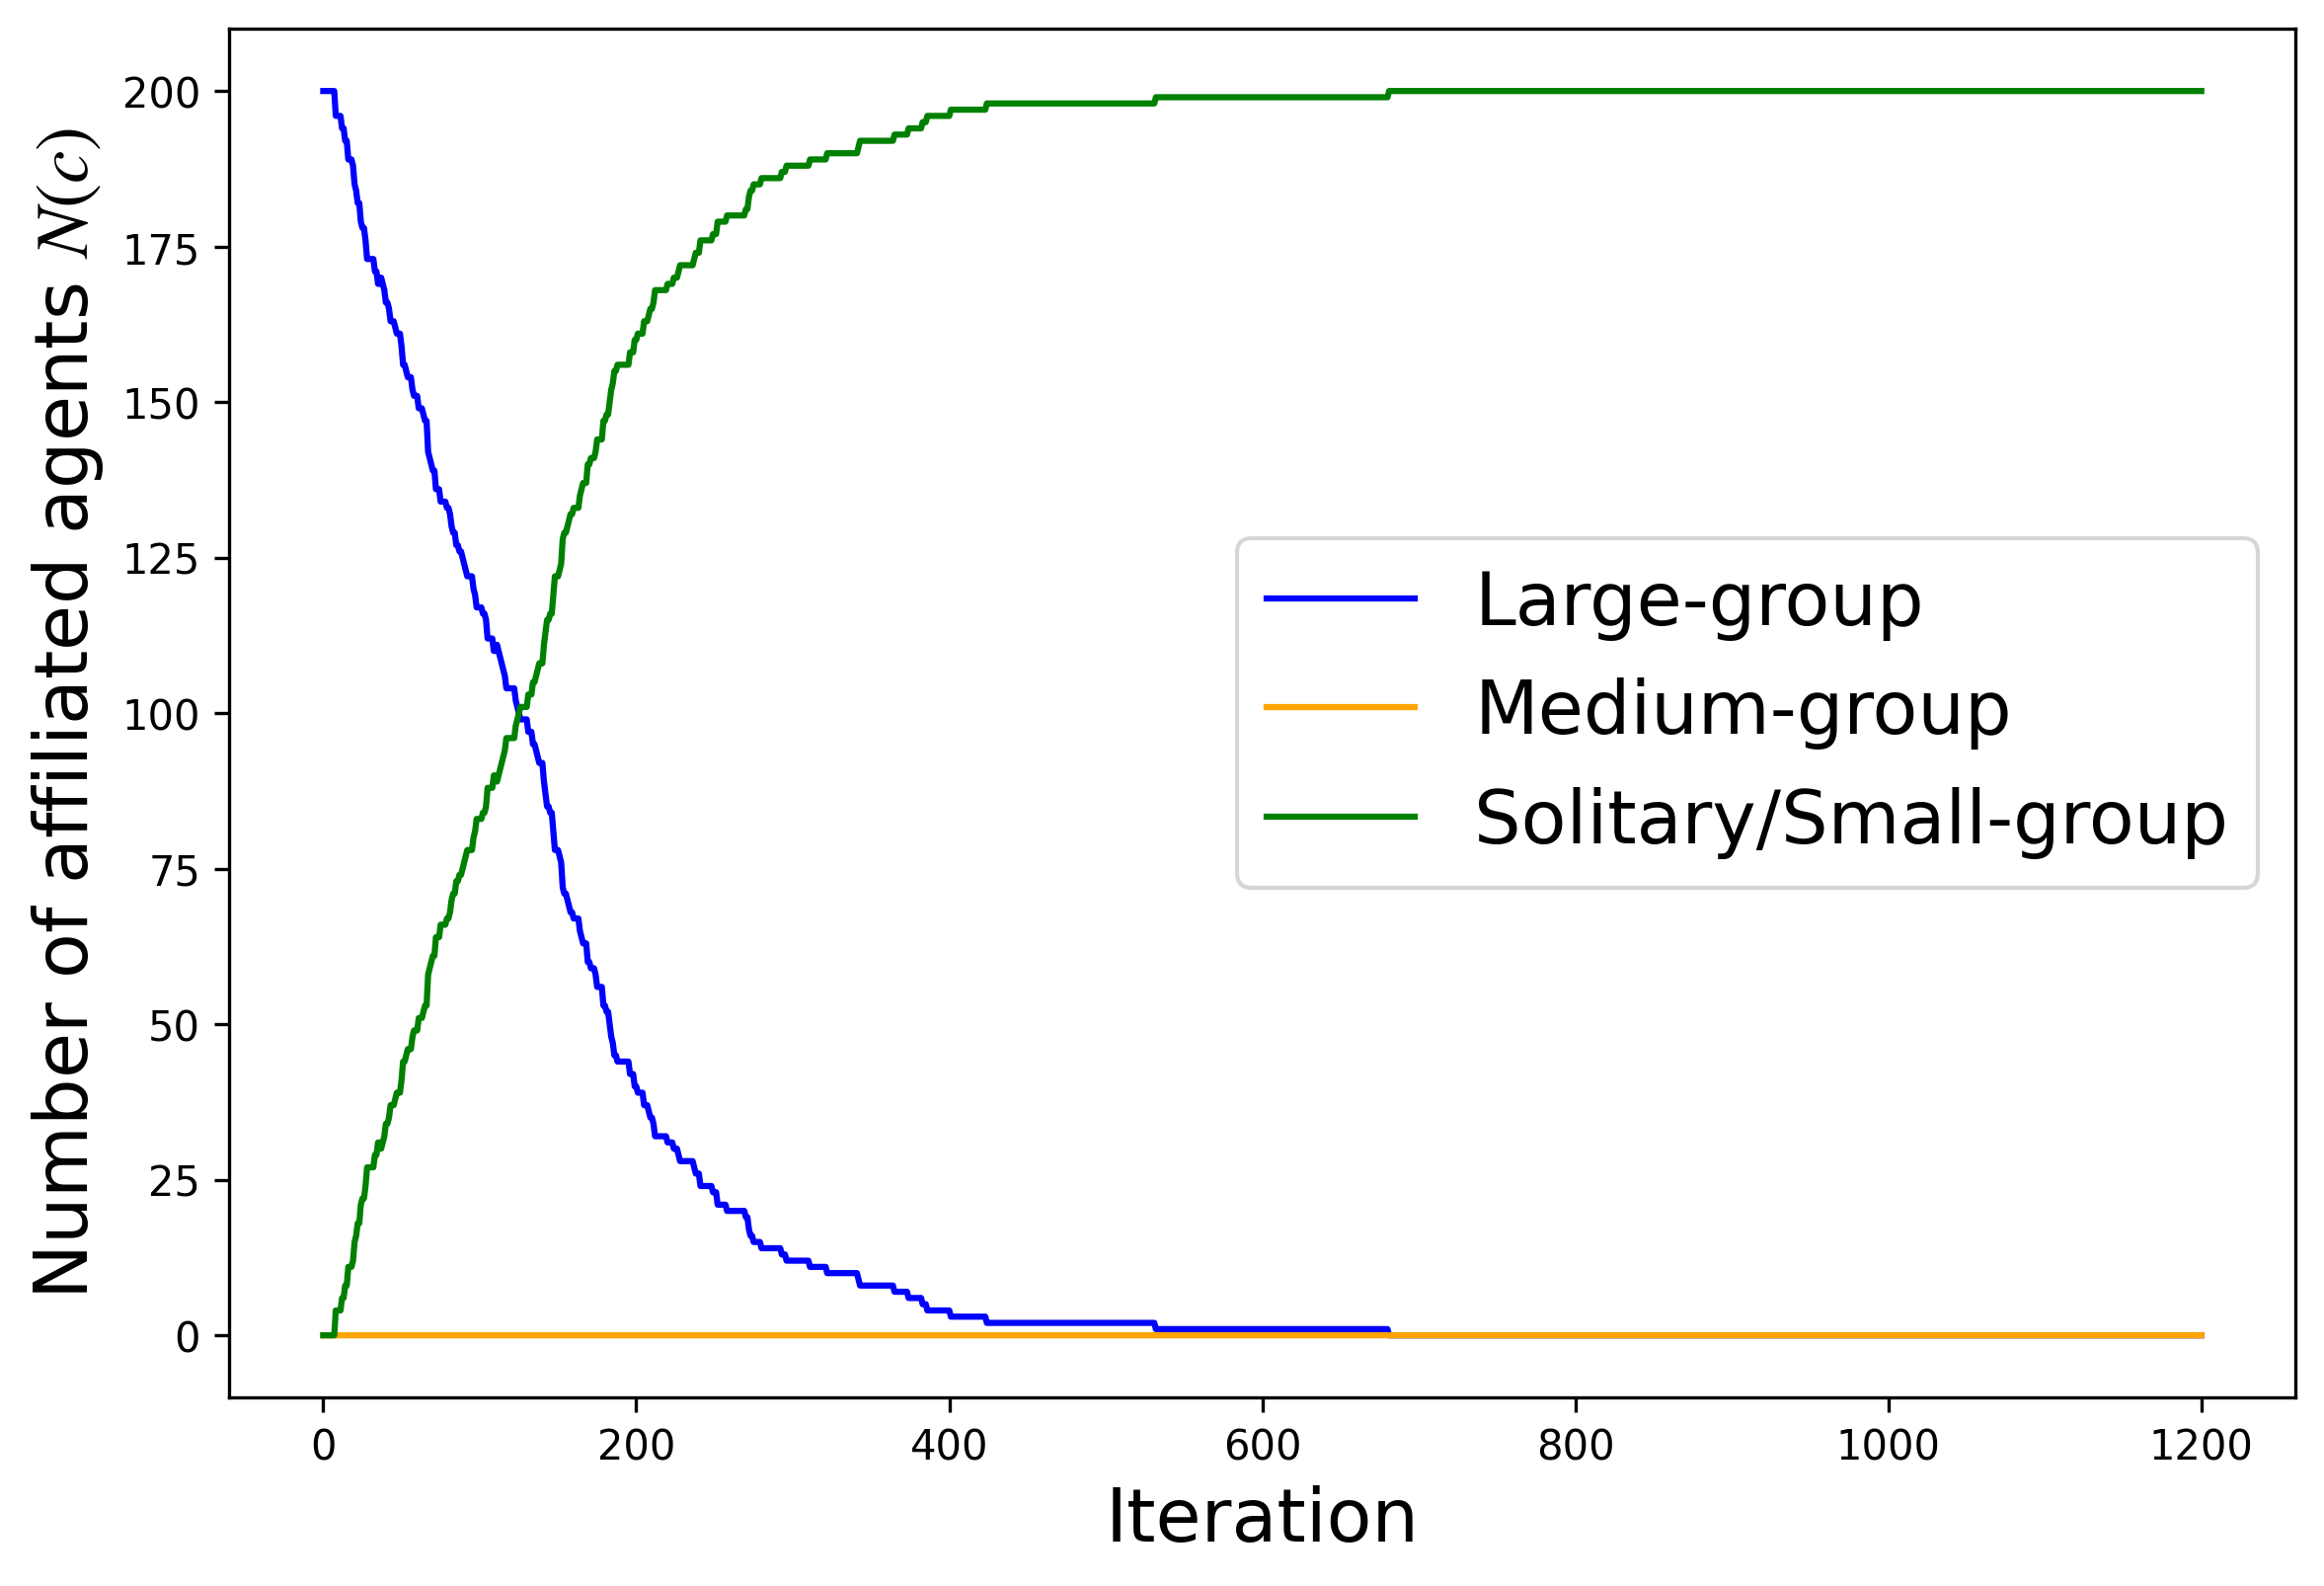 Number of affiliated agents N(c)
200
175
150
125
100
75
50
25
0
Large-group
Medium-group
Solitary/Small-group
0 200 400 600 800 1000 1200
Iteration